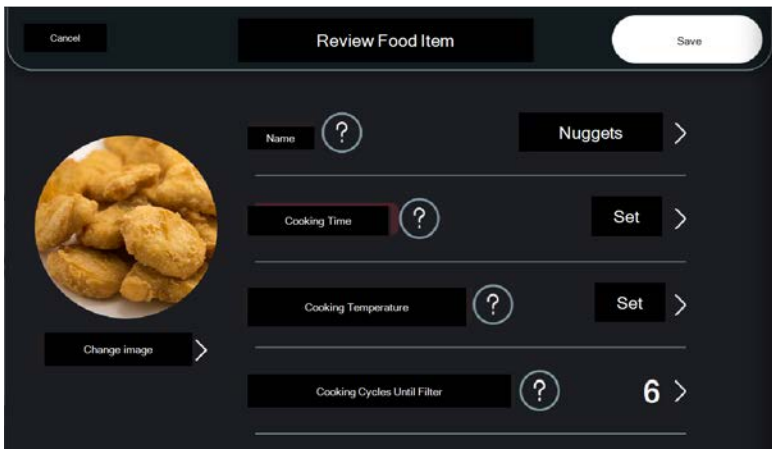 Cancel
Review Food Item
Save
Name ?
Nuggets
Cooking Time ?
Set
Cooking Temperature ?
Set
Change image
Cooking Cycles Until Filter ?
6